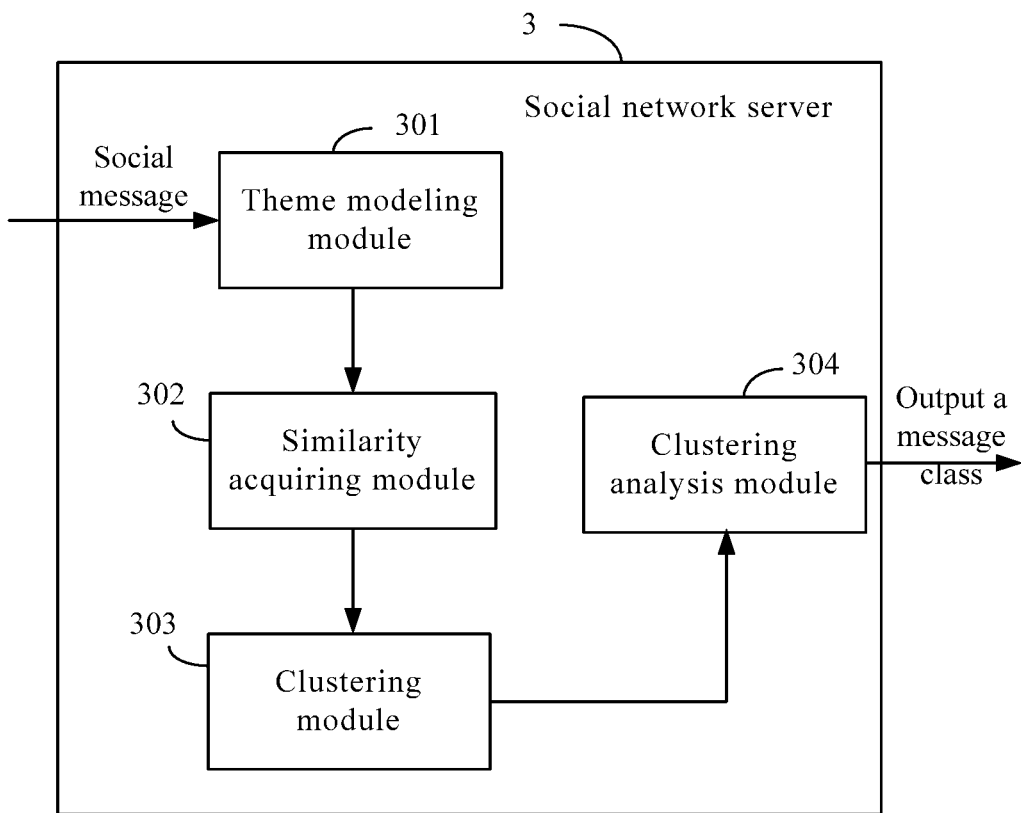 3
Social network server
301
Social
message
Theme modeling
module
302
Similarity
acquiring module
304
Output a
message
class
Clustering
analysis module
303
Clustering
module